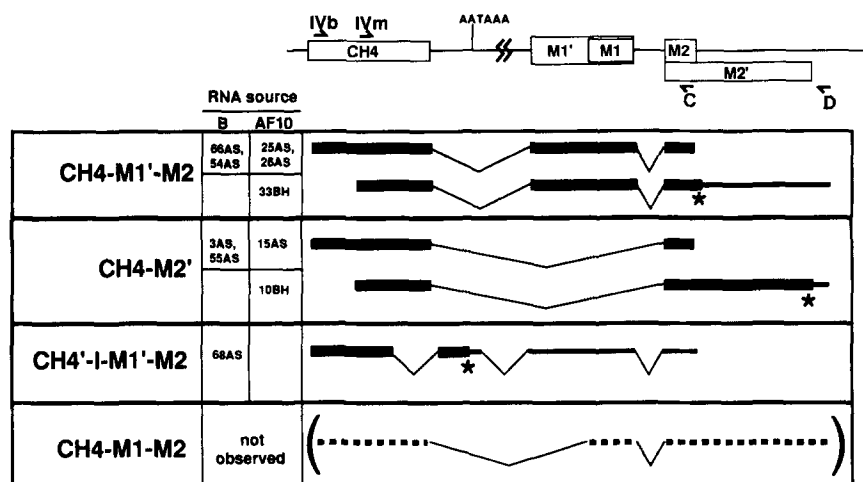 IVb IVm AATAAA
CH4 M1' M1 M2
M2'
C D
RNA source
B AF10
CH4-M1'-M2 66AS, 54AS 25AS, 26AS
33BH
*
CH4-M2' 3AS, 55AS 15AS
10BH
*
CH4'-I-M1'-M2 68AS
*
CH4-M1-M2 not observed